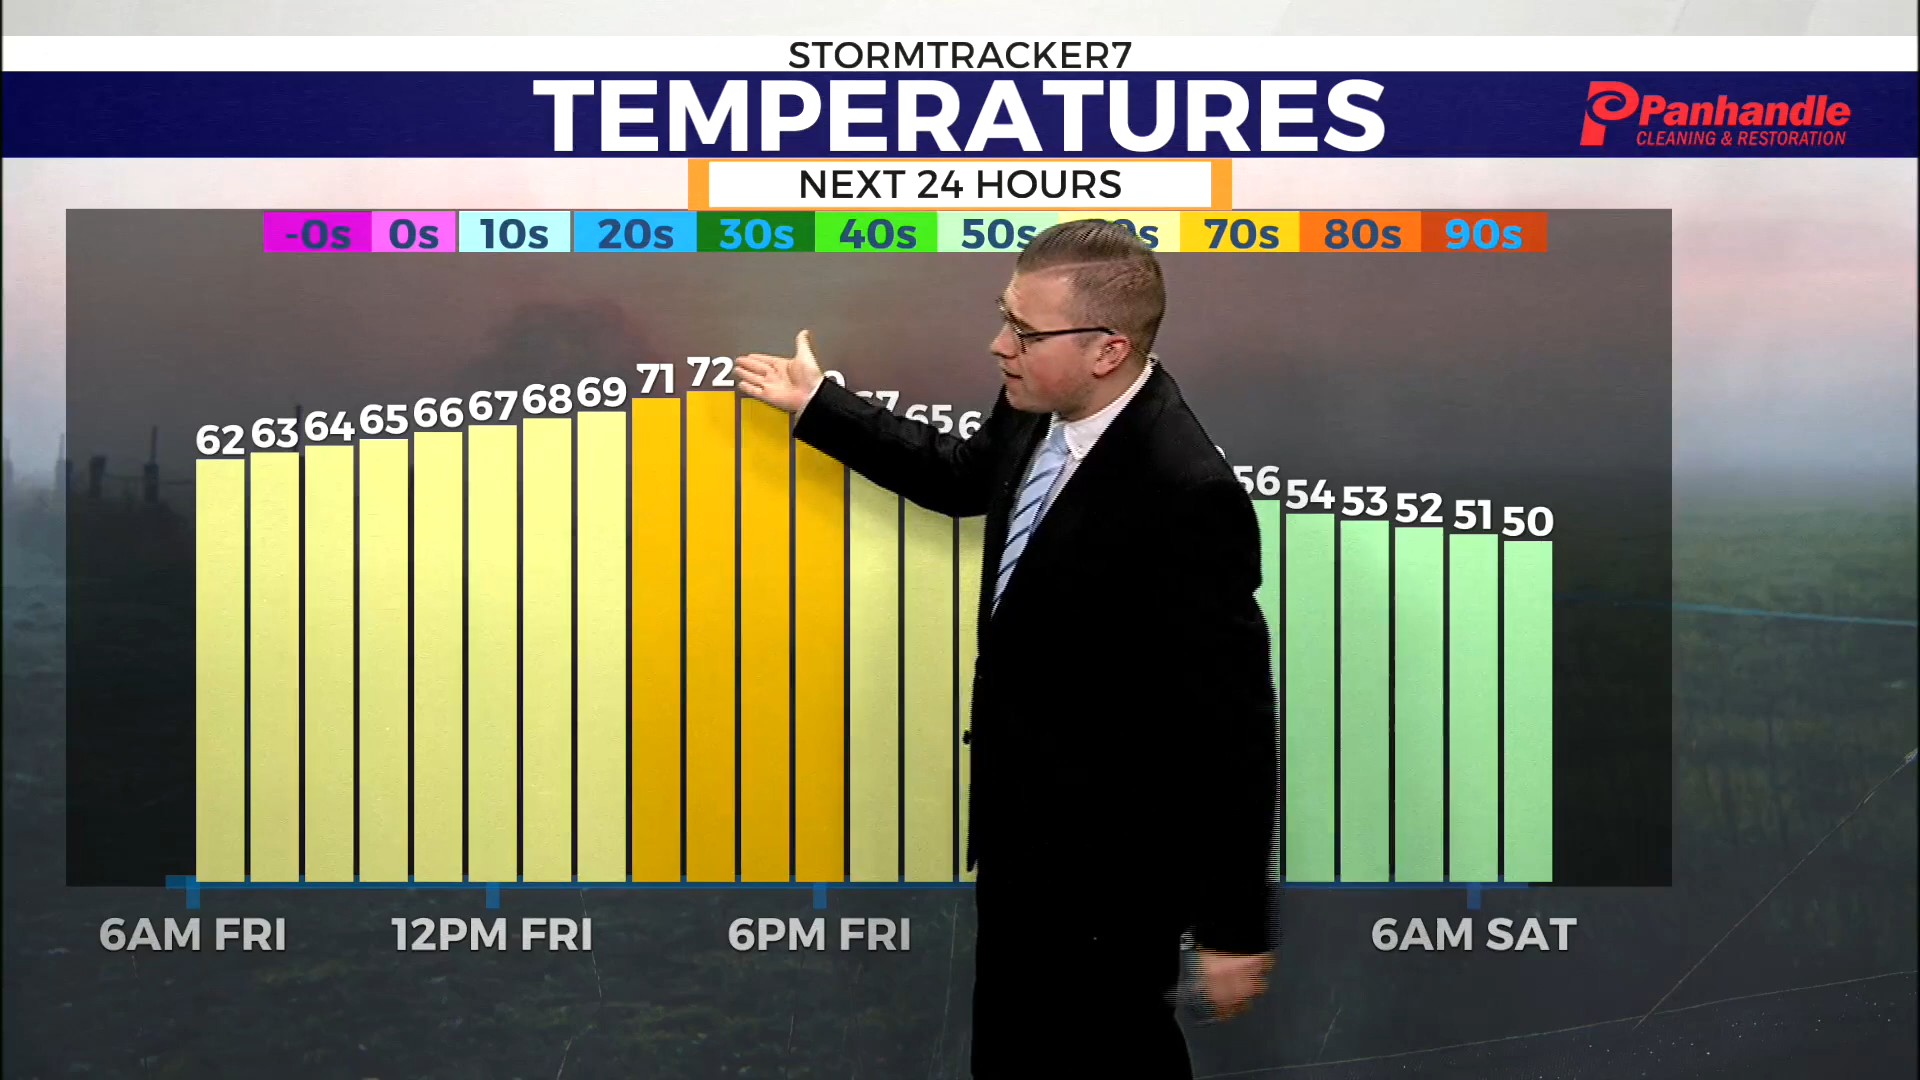 STORMTRACKER7
TEMPERATURES
Panhandle
CLEANING & RESTORATION
NEXT 24 HOURS
-0s 0s 10s 20s 30s 40s 50s 70s 80s 90s
62 63 64 65 66 67 68 69 71 72 67 65 56 54 53 52 51 50
6AM FRI 12PM FRI 6PM FRI 6AM SAT